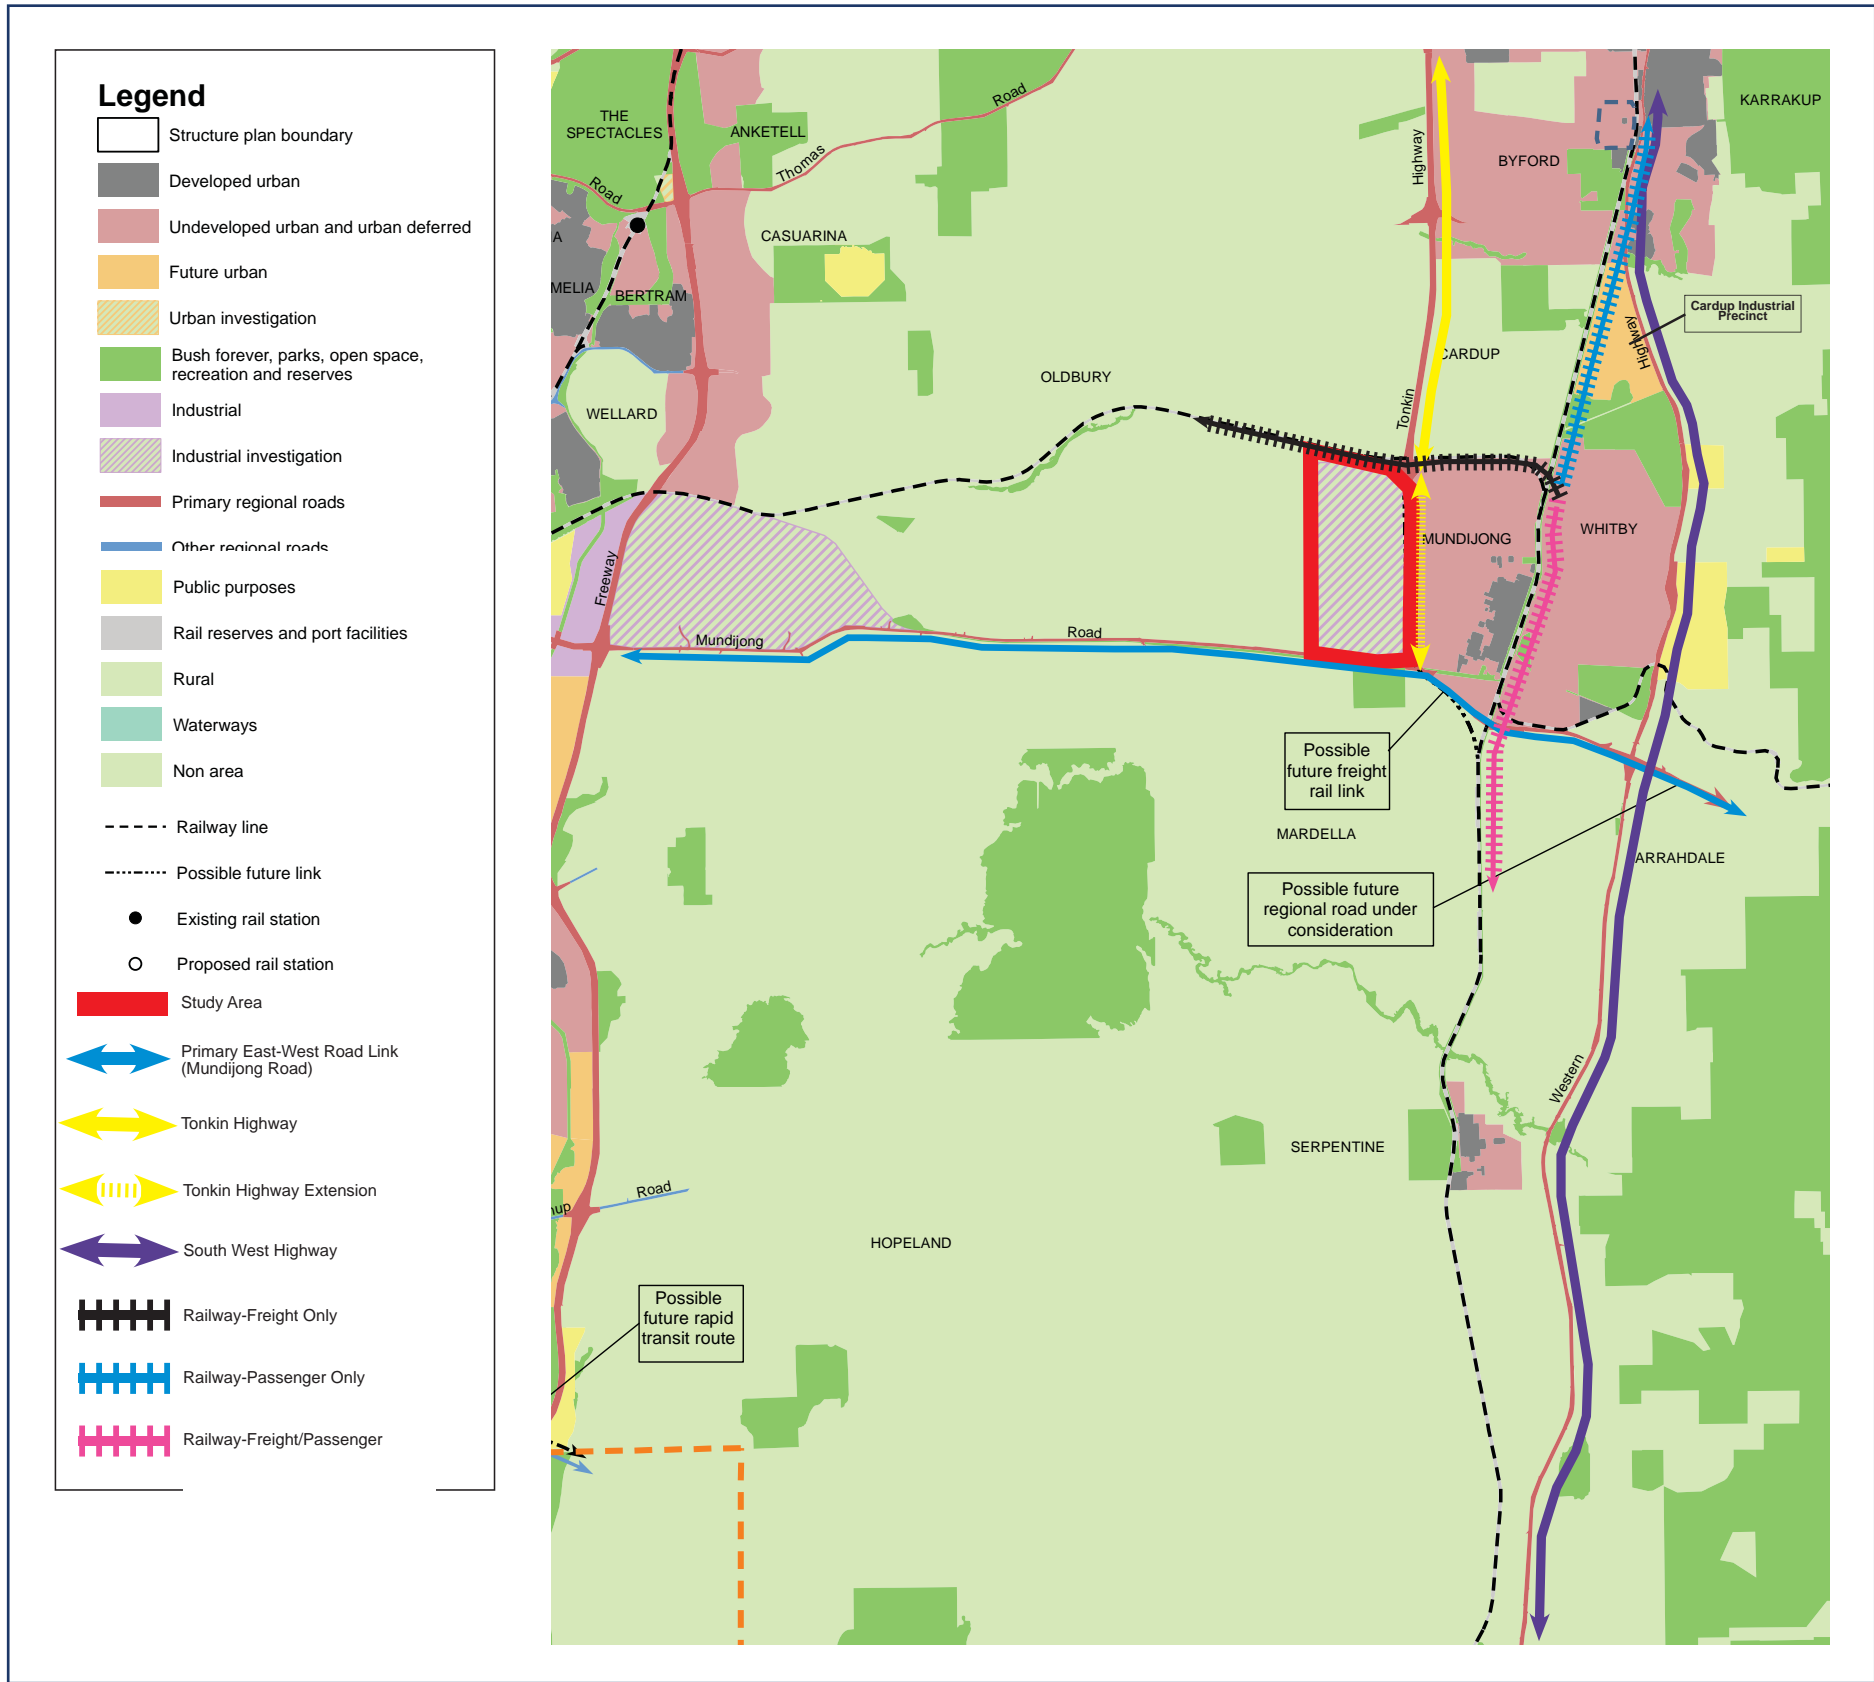 Legend
Structure plan boundary
Developed urban
Undeveloped urban and urban deferred
Future urban
Urban investigation
Bush forever, parks, open space,
recreation and reserves
Industrial
Industrial investigation
Primary regional roads
Other regional roads
Public purposes
Rail reserves and port facilities
Rural
Waterways
Non area
Railway line
Possible future link
Existing rail station
Proposed rail station
Study Area
Primary East-West Road Link
(Mundijong Road)
Tonkin Highway
Tonkin Highway Extension
South West Highway
Railway-Freight Only
Railway-Passenger Only
Railway-Freight/Passenger
THE
SPECTACLES
ANKETELL
Road
Thomas
Road
KARRAKUP
Highway
BYFORD
A
CASUARINA
MELIA
BERTRAM
Cardup Industrial
Precinct
Highway
CARDUP
OLDBURY
Tonkin
WELLARD
MUNDIJONG
WHITBY
Freeway
Mundijong
Road
Possible
future freight
rail link
MARDELLA
ARRAHDALE
Possible future
regional road under
consideration
Western
SERPENTINE
Road
nup
HOPELAND
Possible
future rapid
transit route